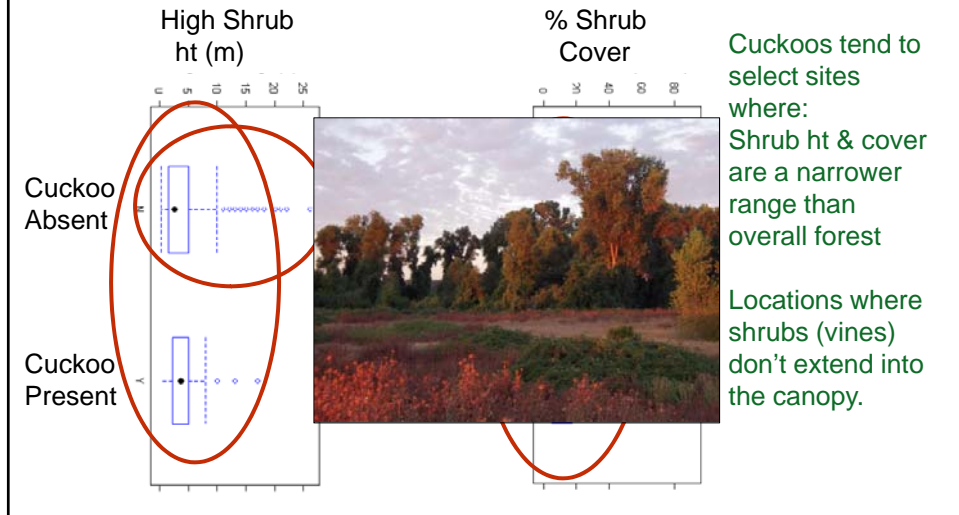 High Shrub
ht (m)
0 5 10 15 20 25
Cuckoo
Absent
N
Cuckoo
Present
Y
% Shrub
Cover
0 20 40 60 80
Cuckoos tend to
select sites
where:
Shrub ht & cover
are a narrower
range than
overall forest
Locations where
shrubs (vines)
don't extend into
the canopy.